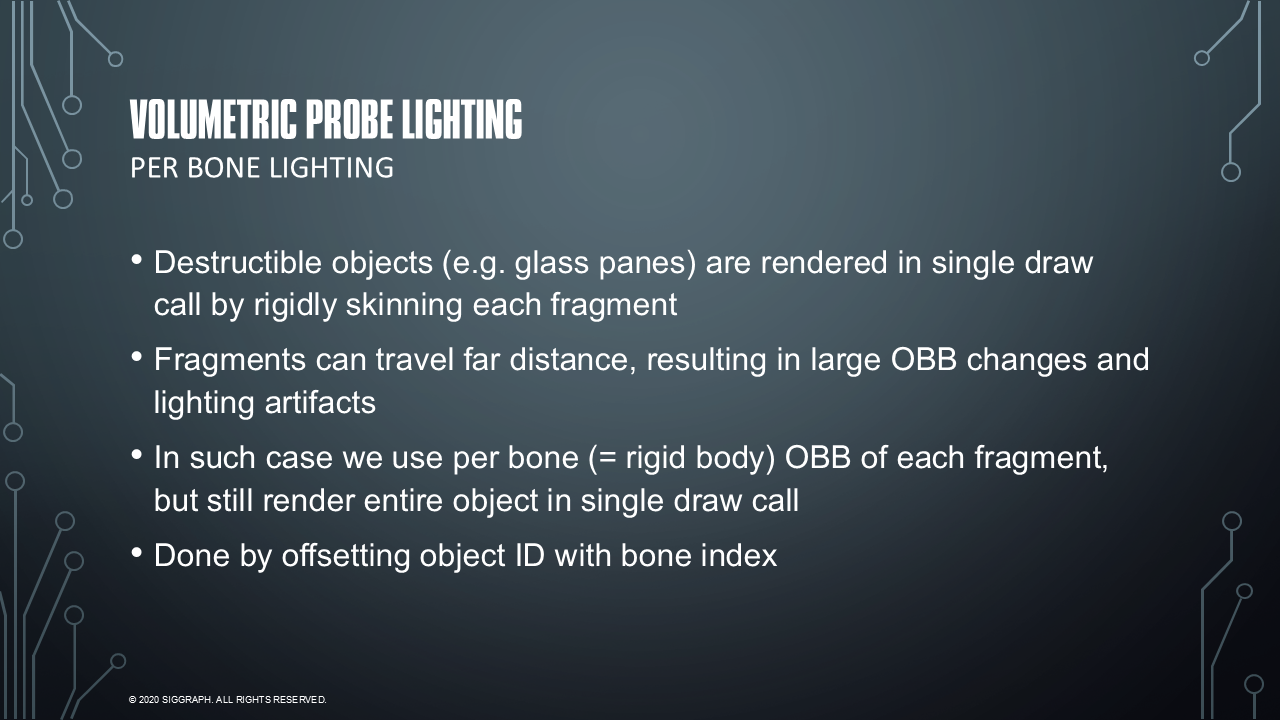 VOLUMETRIC PROBE LIGHTING
PER BONE LIGHTING
• Destructible objects (e.g. glass panes) are rendered in single draw
call by rigidly skinning each fragment
• Fragments can travel far distance, resulting in large OBB changes and
lighting artifacts
• In such case we use per bone (= rigid body) OBB of each fragment,
but still render entire object in single draw call
• Done by offsetting object ID with bone index
© 2020 SIGGRAPH. ALL RIGHTS RESERVED.